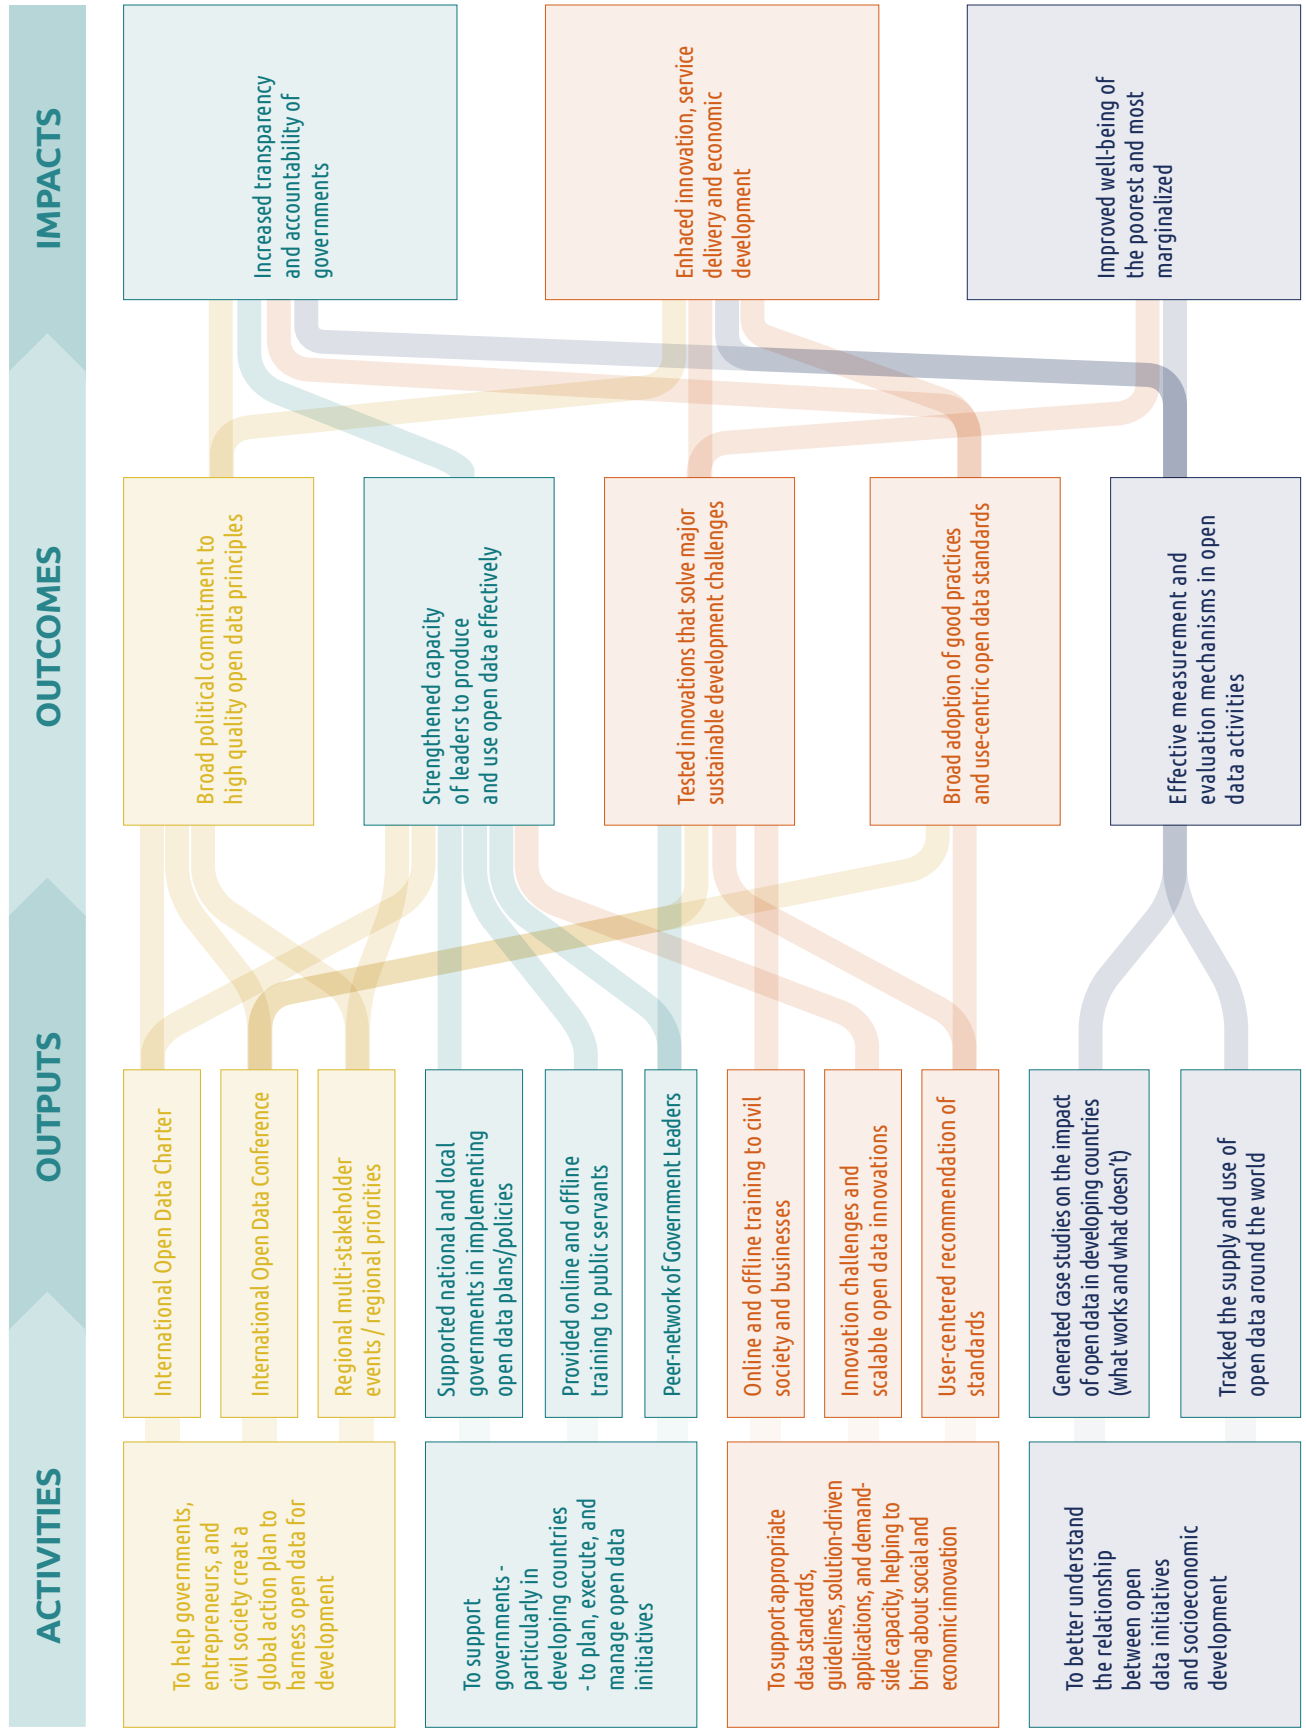 ACTIVITIES
OUTPUTS
OUTCOMES
IMPACTS
To help governments,
entrepreneurs, and
civil society creat a
global action plan to
harness open data for
development
To support
governments -
particularly in
developing countries
- to plan, execute, and
manage open data
initiatives
To support appropriate
data standards,
guidelines, solution-driven
applications, and demand-
side capacity, helping to
bring about social and
economic innovation
To better understand
the relationship
between open
data initiatives
and socioeconomic
development
International Open Data Charter
International Open Data Conference
Regional multi-stakeholder
events / regional priorities
Supported national and local
governments in implementing
open data plans/policies
Provided online and offline
training to public servants
Peer-network of Government Leaders
Online and offline training to civil
society and businesses
Innovation challenges and
scalable open data innovations
User-centered recommendation of
standards
Generated case studies on the impact
of open data in developing countries
(what works and what doesn't)
Tracked the supply and use of
open data around the world
Broad political commitment to
high quality open data principles
Strengthened capacity
of leaders to produce
and use open data effectively
Tested innovations that solve major
sustainable development challenges
Broad adoption of good practices
and use-centric open data standards
Effective measurement and
evaluation mechanisms in open
data activities
Increased transparency
and accountability of
governments
Enhaced innovation, service
delivery and economic
development
Improved well-being of
the poorest and most
marginalized